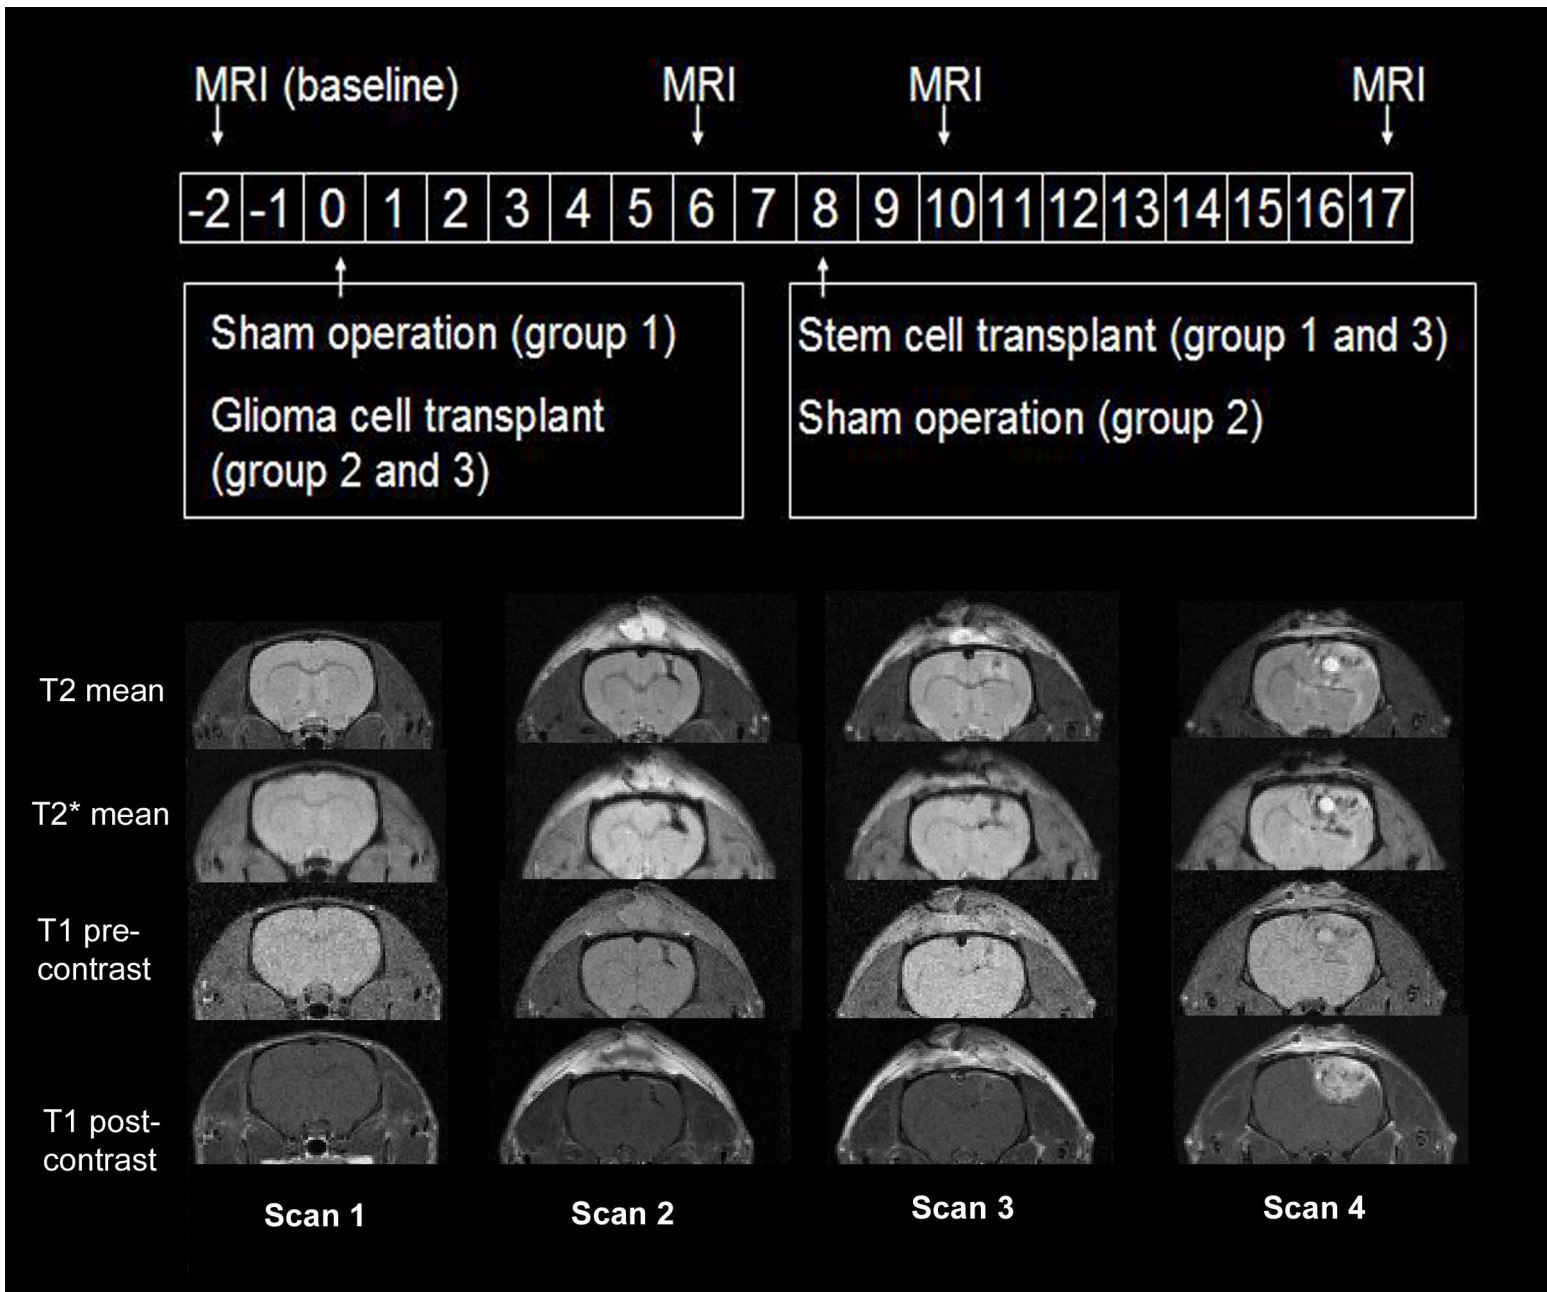 MRI (baseline) MRI MRI MRI
-2 -1 0 1 2 3 4 5 6 7 8 9 10 11 12 13 14 15 16 17
Sham operation (group 1)
Glioma cell transplant
(group 2 and 3)
Stem cell transplant (group 1 and 3)
Sham operation (group 2)
T2 mean
T2* mean
T1 pre-
contrast
T1 post-
contrast
Scan 1 Scan 2 Scan 3 Scan 4